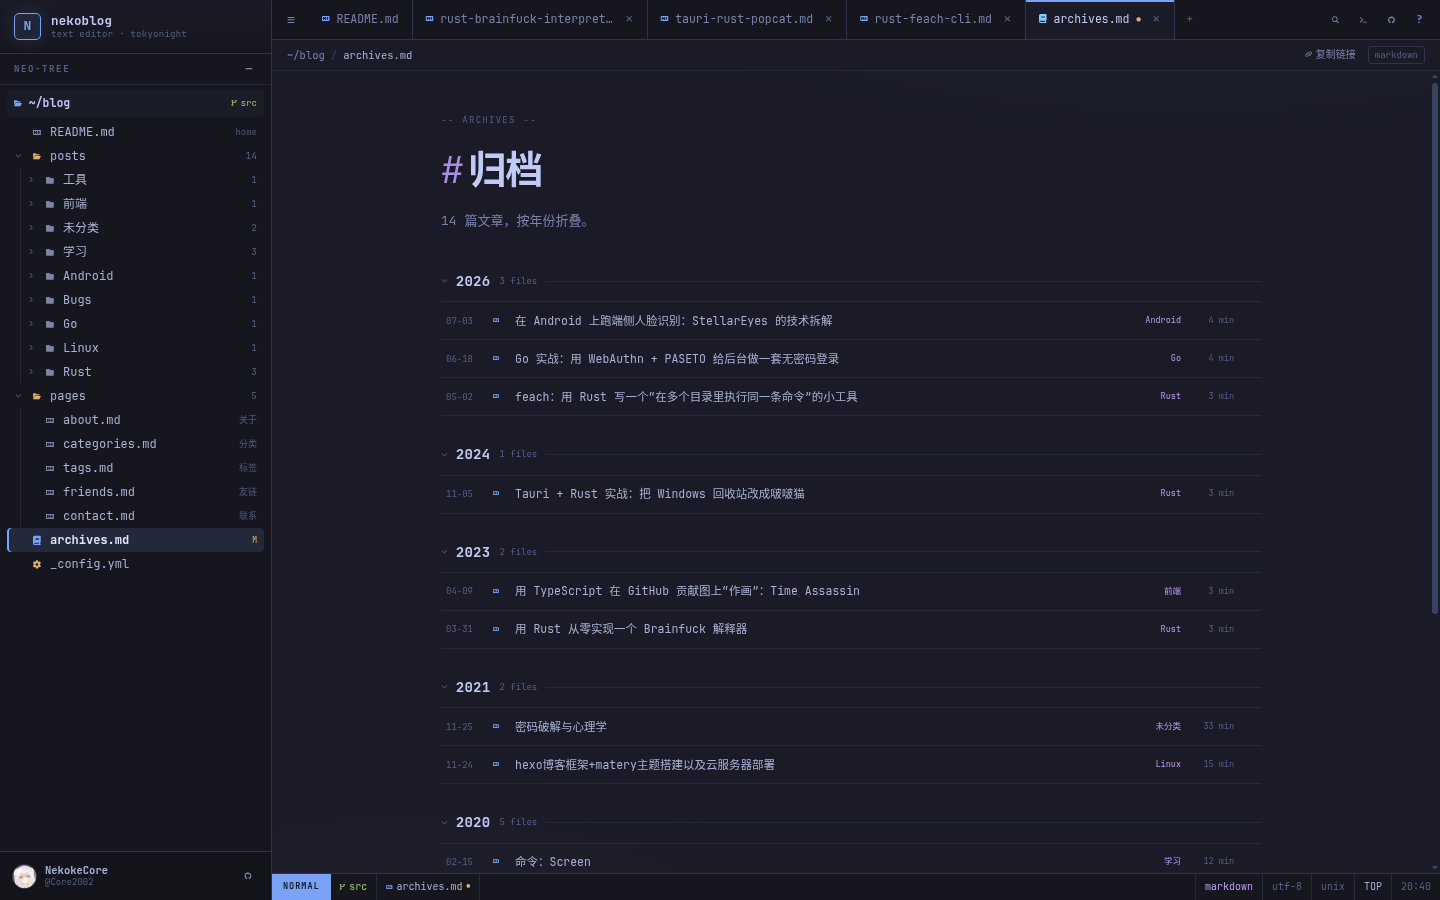 N
nekoblog
text editor · tokyonight
NEO-TREE
~/blog src
README.md home
posts 14
工具 1
前端 1
未分类 2
学习 3
Android 1
Bugs 1
Go 1
Linux 1
Rust 3
pages 5
about.md 关于
categories.md 分类
tags.md 标签
friends.md 友链
contact.md 联系
archives.md M
_config.yml
NekokeCore
@Core2002
README.md rust-brainfuck-interpret… × tauri-rust-popcat.md × rust-feach-cli.md × archives.md ● × + ?
~/blog / archives.md 复制链接 markdown
-- ARCHIVES --
# 归档
14 篇文章，按年份折叠。
2026 3 files
07-03 在 Android 上跑端侧人脸识别：StellarEyes 的技术拆解 Android 4 min
06-18 Go 实战：用 WebAuthn + PASETO 给后台做一套无密码登录 Go 4 min
05-02 feach：用 Rust 写一个“在多个目录里执行同一条命令”的小工具 Rust 3 min
2024 1 files
11-05 Tauri + Rust 实战：把 Windows 回收站改成啵啵猫 Rust 3 min
2023 2 files
04-09 用 TypeScript 在 GitHub 贡献图上“作画”：Time Assassin 前端 3 min
03-31 用 Rust 从零实现一个 Brainfuck 解释器 Rust 3 min
2021 2 files
11-25 密码破解与心理学 未分类 33 min
11-24 hexo博客框架+matery主题搭建以及云服务器部署 Linux 15 min
2020 5 files
02-15 命令：Screen 学习 12 min
NORMAL src archives.md ● markdown utf-8 unix TOP 20:40